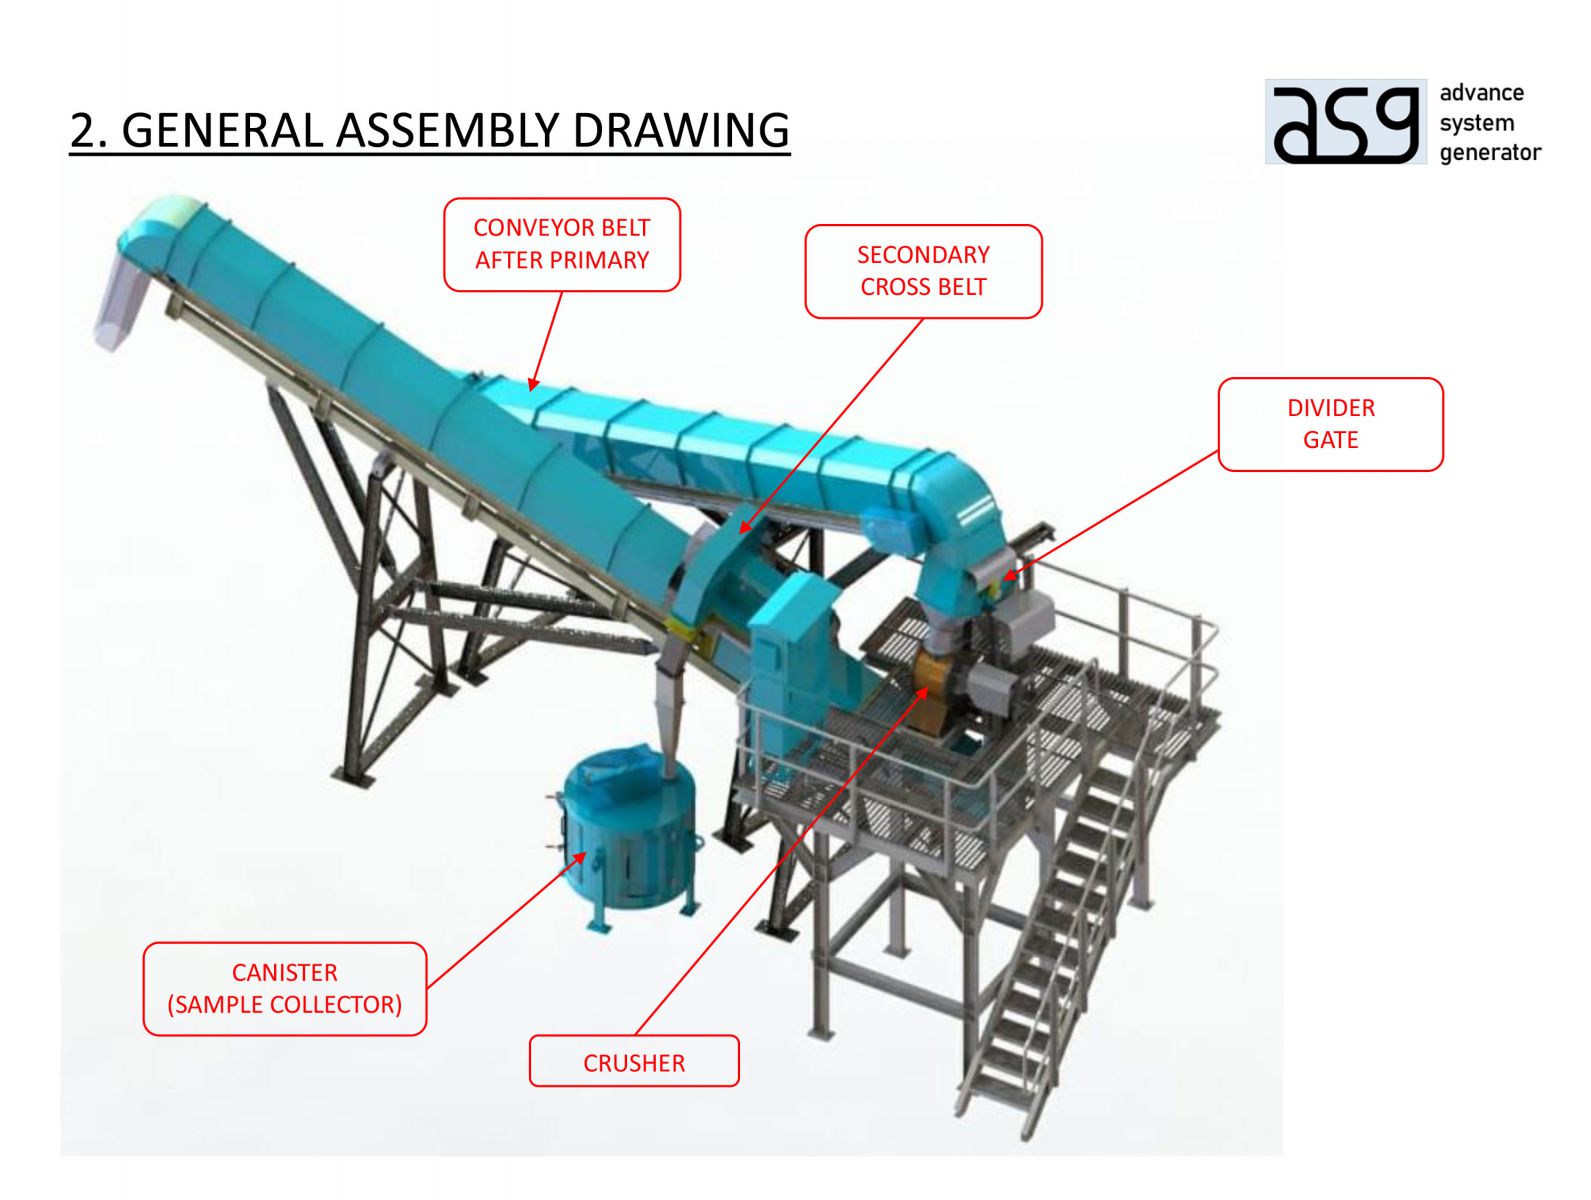 2. GENERAL ASSEMBLY DRAWING
asg
advance
system
generator
CONVEYOR BELT
AFTER PRIMARY
SECONDARY
CROSS BELT
DIVIDER
GATE
CANISTER
(SAMPLE COLLECTOR)
CRUSHER